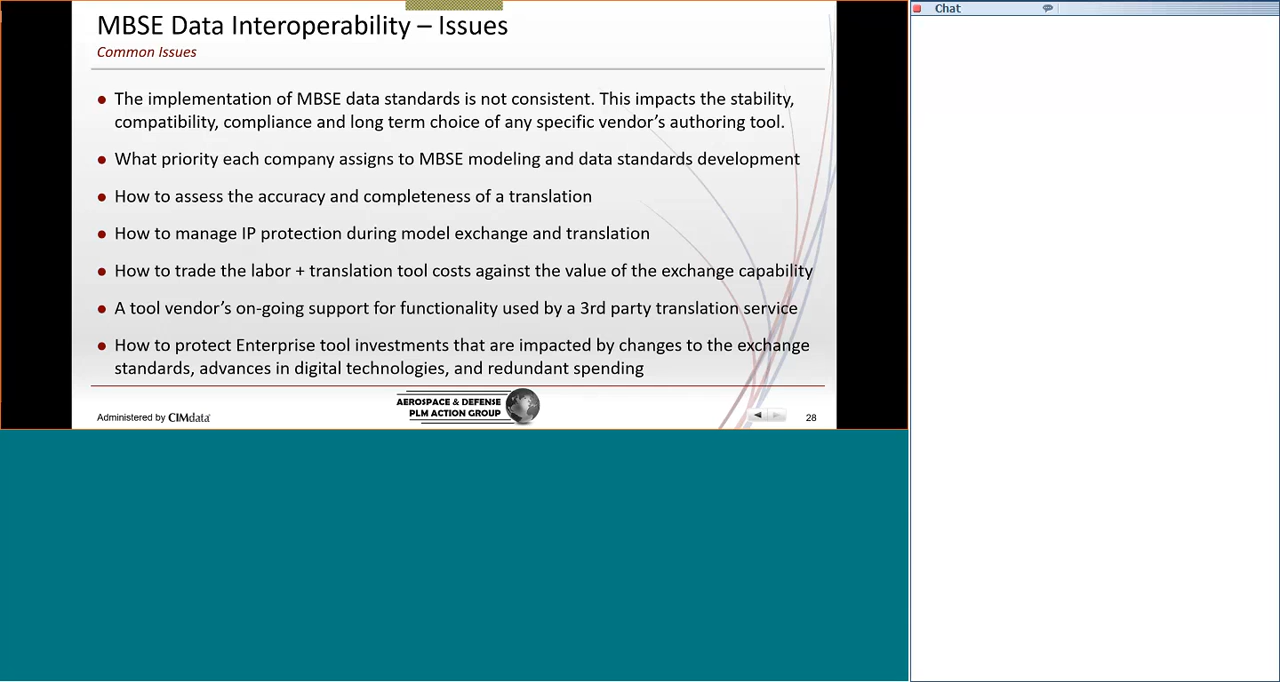 MBSE Data Interoperability – Issues
Common Issues
● The implementation of MBSE data standards is not consistent. This impacts the stability,
compatibility, compliance and long term choice of any specific vendor's authoring tool.
● What priority each company assigns to MBSE modeling and data standards development
● How to assess the accuracy and completeness of a translation
● How to manage IP protection during model exchange and translation
● How to trade the labor + translation tool costs against the value of the exchange capability
● A tool vendor's on-going support for functionality used by a 3rd party translation service
● How to protect Enterprise tool investments that are impacted by changes to the exchange
standards, advances in digital technologies, and redundant spending
Administered by CIMdata
AEROSPACE & DEFENSE
PLM ACTION GROUP
28
Chat